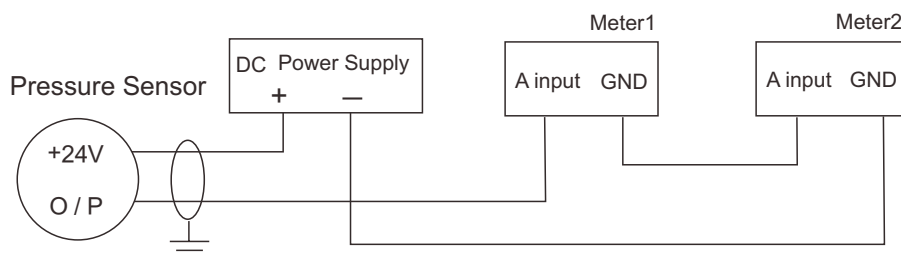 Meter1
Meter2
DC Power Supply
+ —
A input GND
A input GND
Pressure Sensor
+24V
O / P